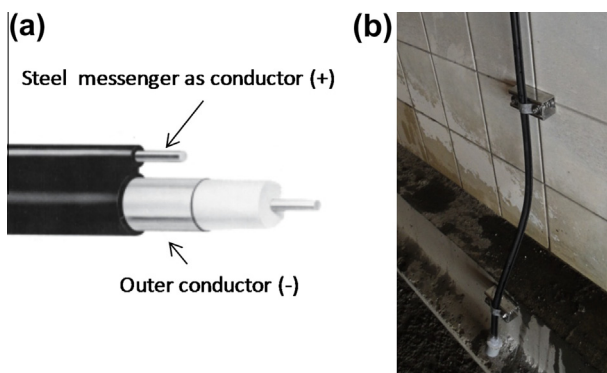 (a)
Steel messenger as conductor (+)
Outer conductor (-)
(b)